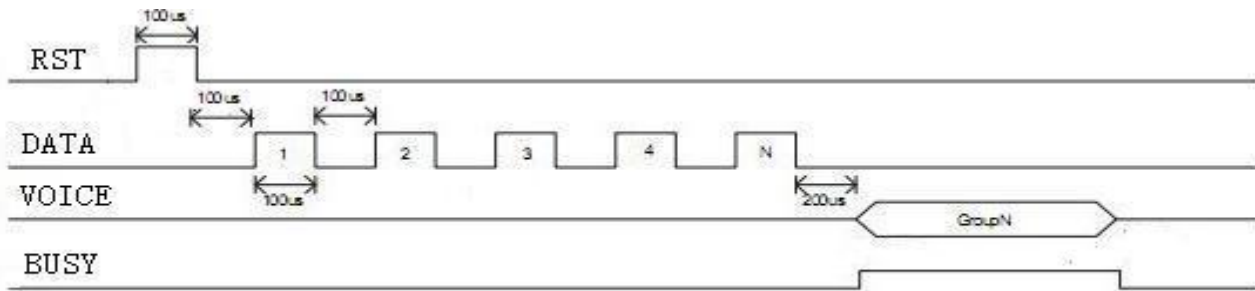 100us
RST
100us 100us
DATA 1 2 3 4 N
100us 200us
VOICE GroupN
BUSY